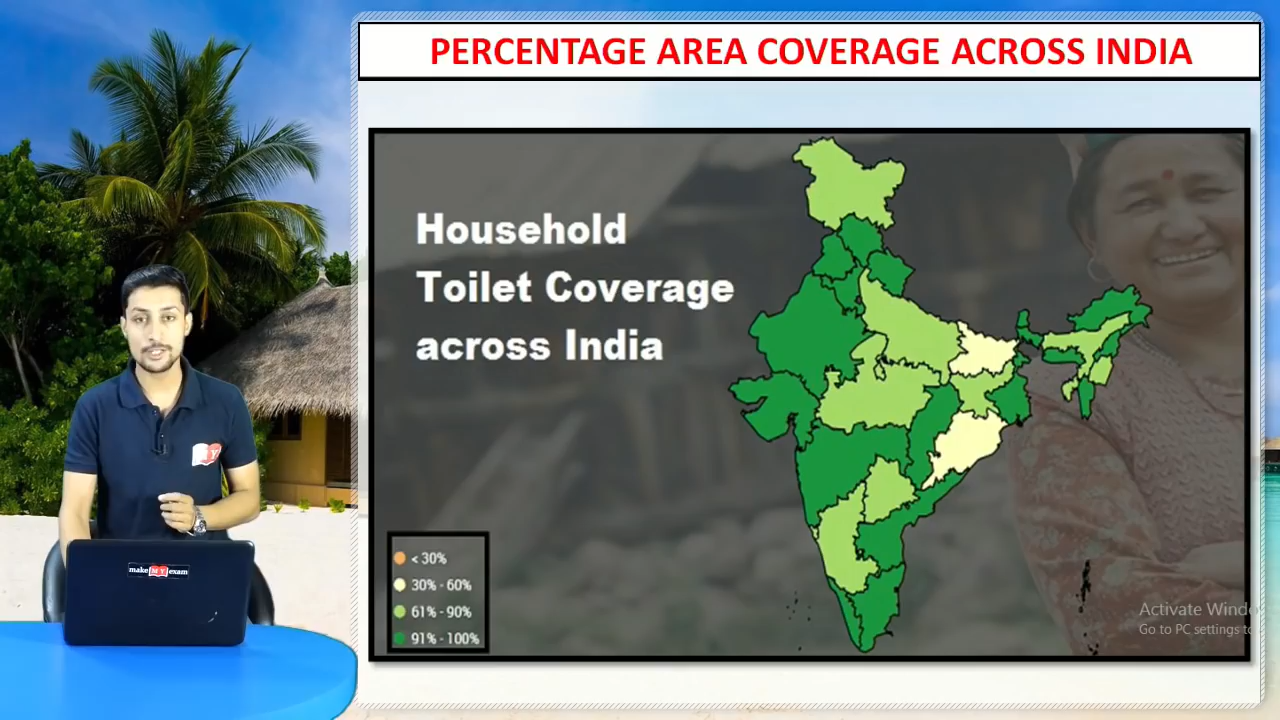 PERCENTAGE AREA COVERAGE ACROSS INDIA
Household
Toilet Coverage
across India
< 30%
30% - 60%
61% - 90%
91% - 100%
make M T exam
Activate Windo
Go to PC settings to